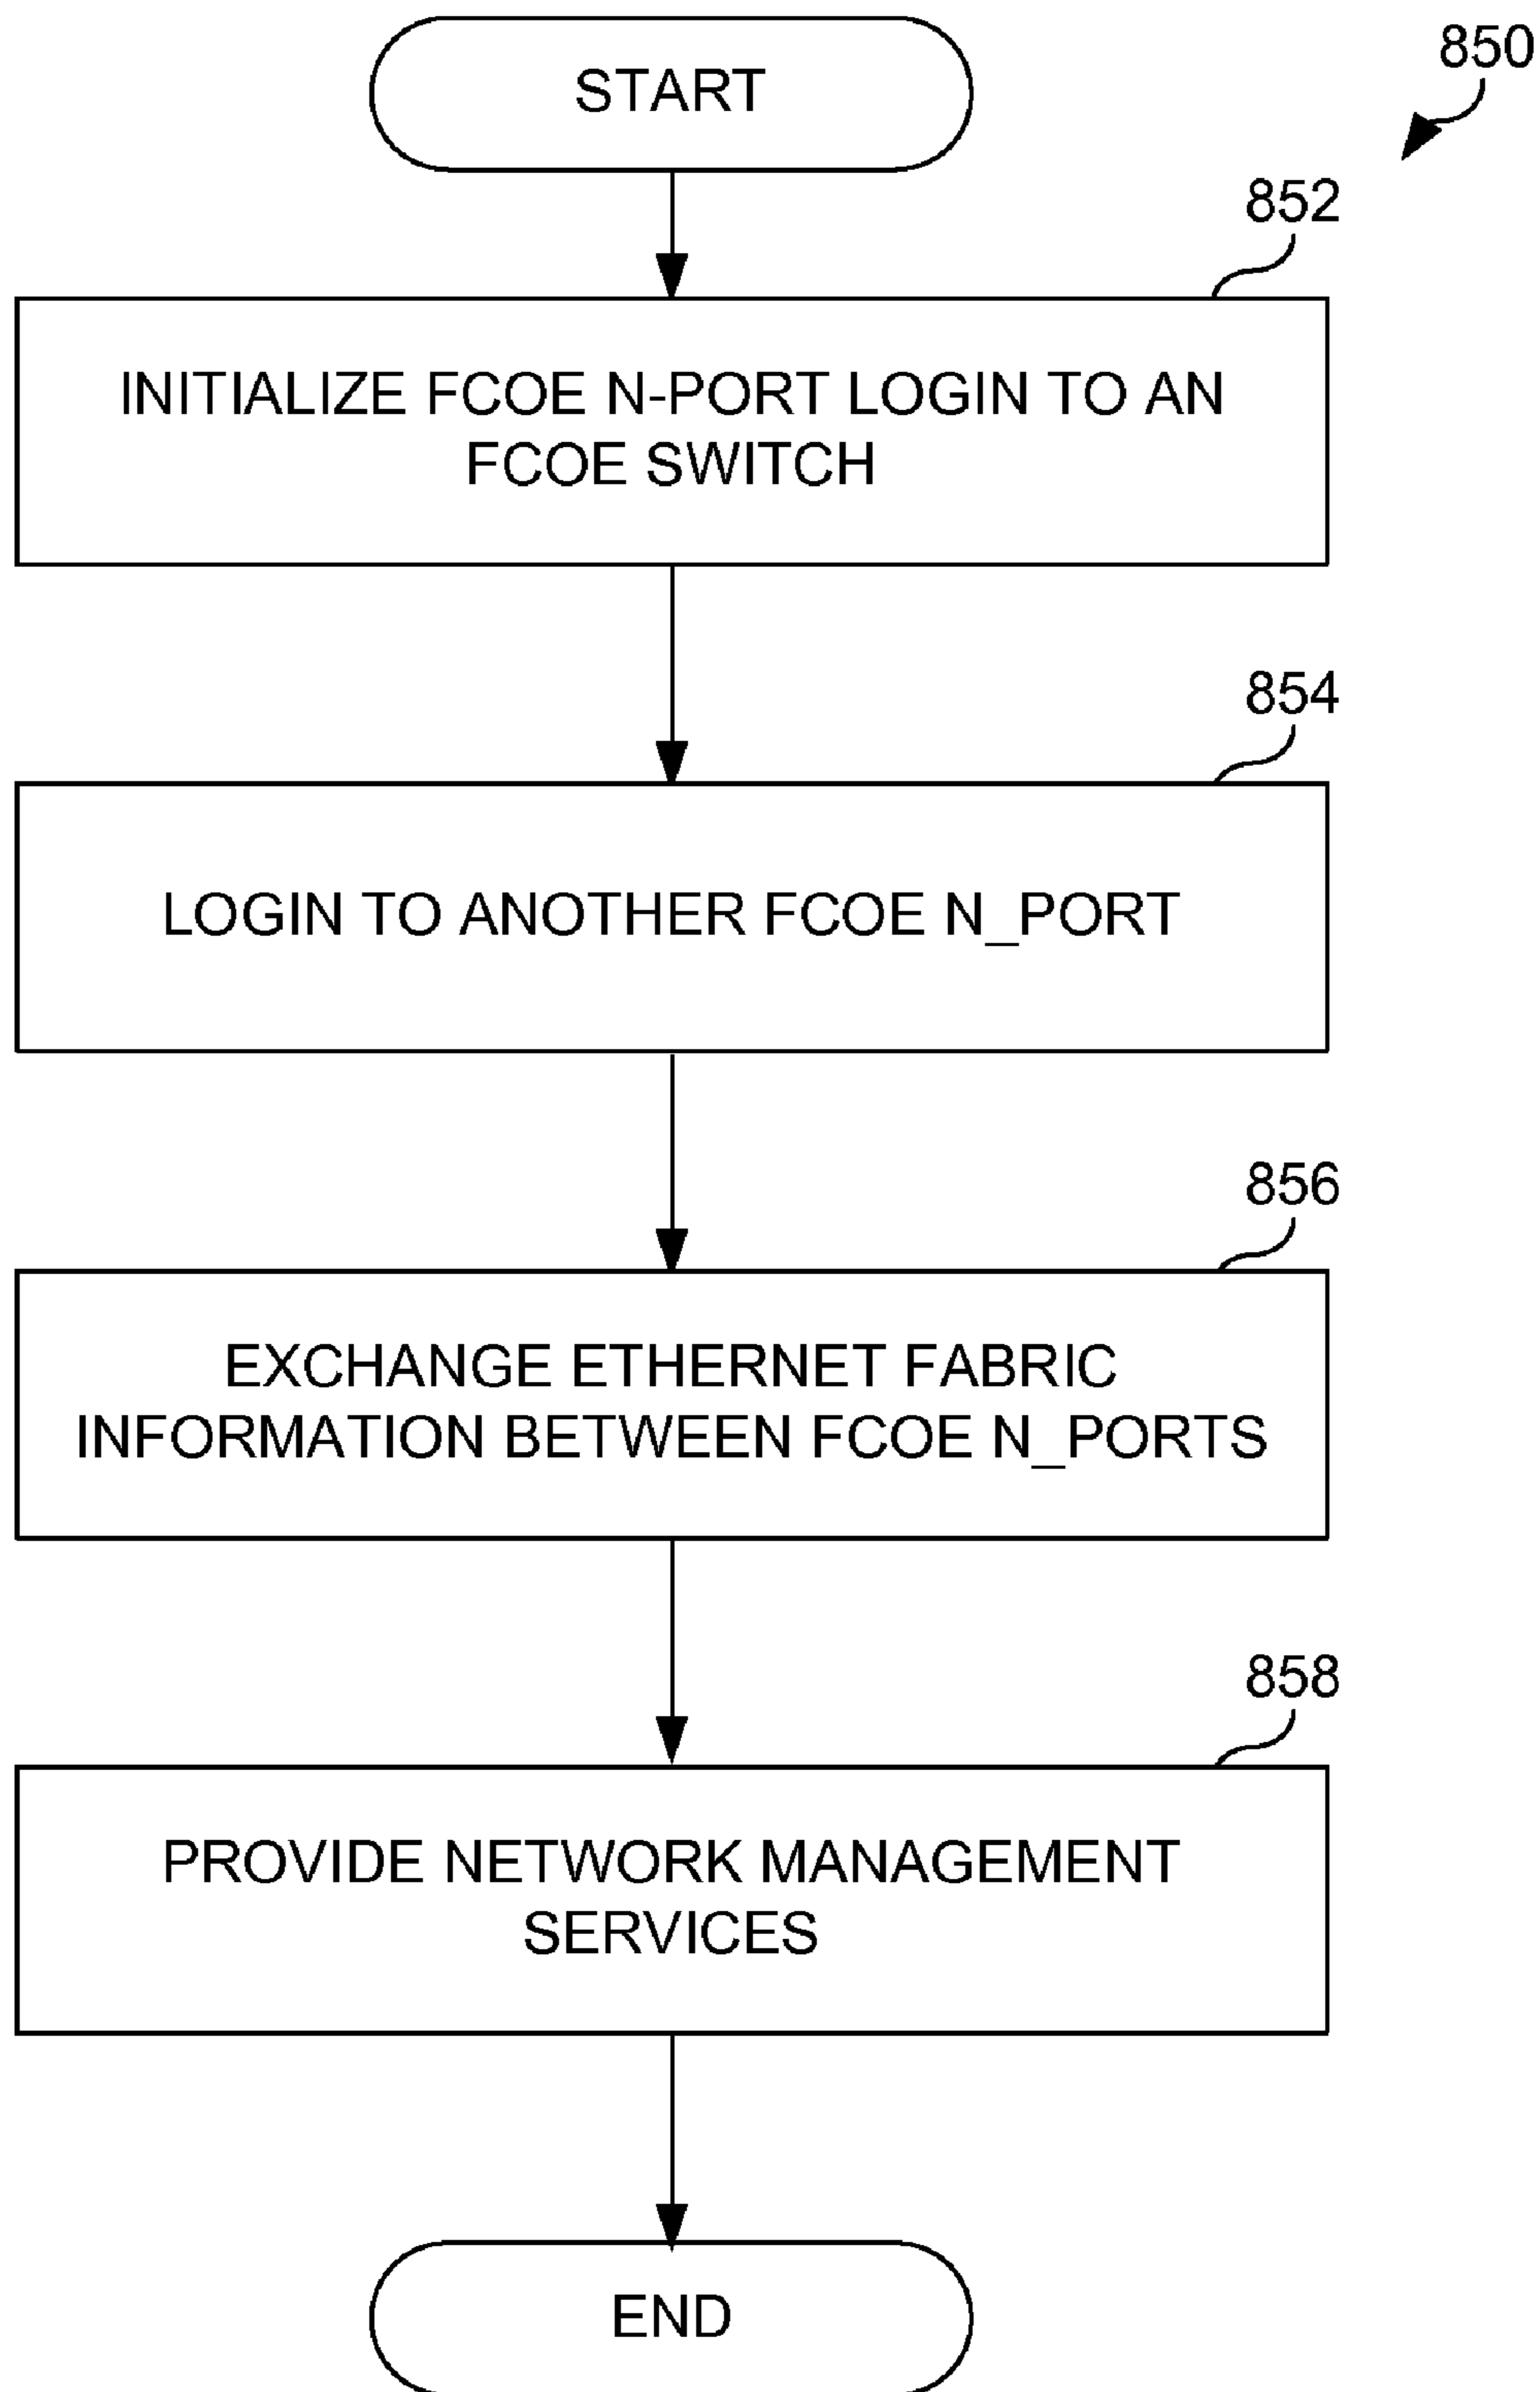 START
850
852
INITIALIZE FCOE N-PORT LOGIN TO AN
FCOE SWITCH
854
LOGIN TO ANOTHER FCOE N_PORT
856
EXCHANGE ETHERNET FABRIC
INFORMATION BETWEEN FCOE N_PORTS
858
PROVIDE NETWORK MANAGEMENT
SERVICES
END